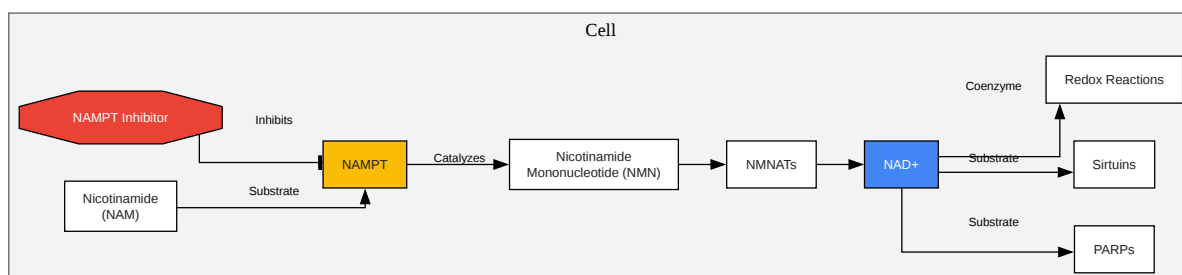 Cell
Redox Reactions
Coenzyme
NAMPT Inhibitor
Inhibits
NAMPT
Catalyzes
Nicotinamide
Mononucleotide (NMN)
NMNATs
NAD+
Substrate
Sirtuins
Nicotinamide
(NAM)
Substrate
Substrate
PARPs